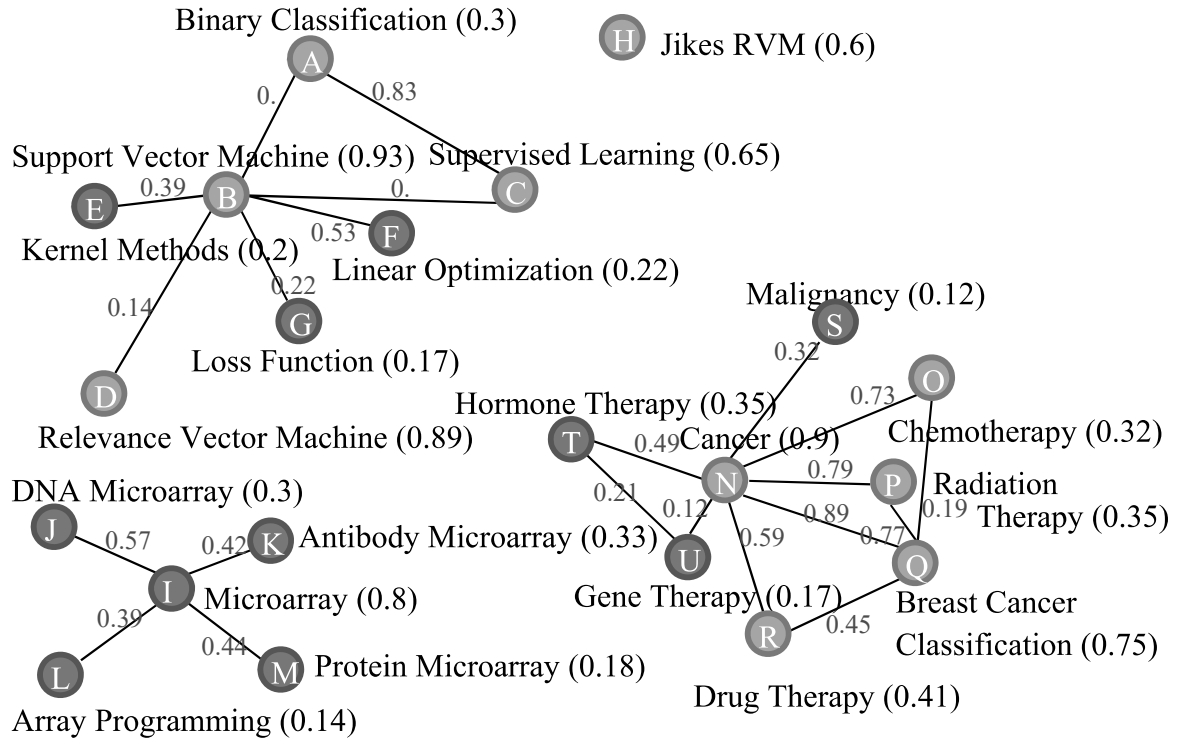 Binary Classification (0.3)
H Jikes RVM (0.6)
A
0. 0.83
Support Vector Machine (0.93) Supervised Learning (0.65)
0.39 B 0. C
E
0.53 F
Kernel Methods (0.2)
Linear Optimization (0.22)
0.22
0.14
G
Loss Function (0.17)
D
Relevance Vector Machine (0.89)
Malignancy (0.12)
S
0.32
O
0.73
Hormone Therapy (0.35)
T 0.49 Cancer (0.9) Chemotherapy (0.32)
0.79
N P Radiation
Therapy (0.35)
0.21 0.12 0.89 0.19
0.59 0.77
U Q
Gene Therapy (0.17)
Breast Cancer
Classification (0.75)
R 0.45
Drug Therapy (0.41)
DNA Microarray (0.3)
J
0.57 0.42 K Antibody Microarray (0.33)
I Microarray (0.8)
0.39 0.44
L M Protein Microarray (0.18)
Array Programming (0.14)